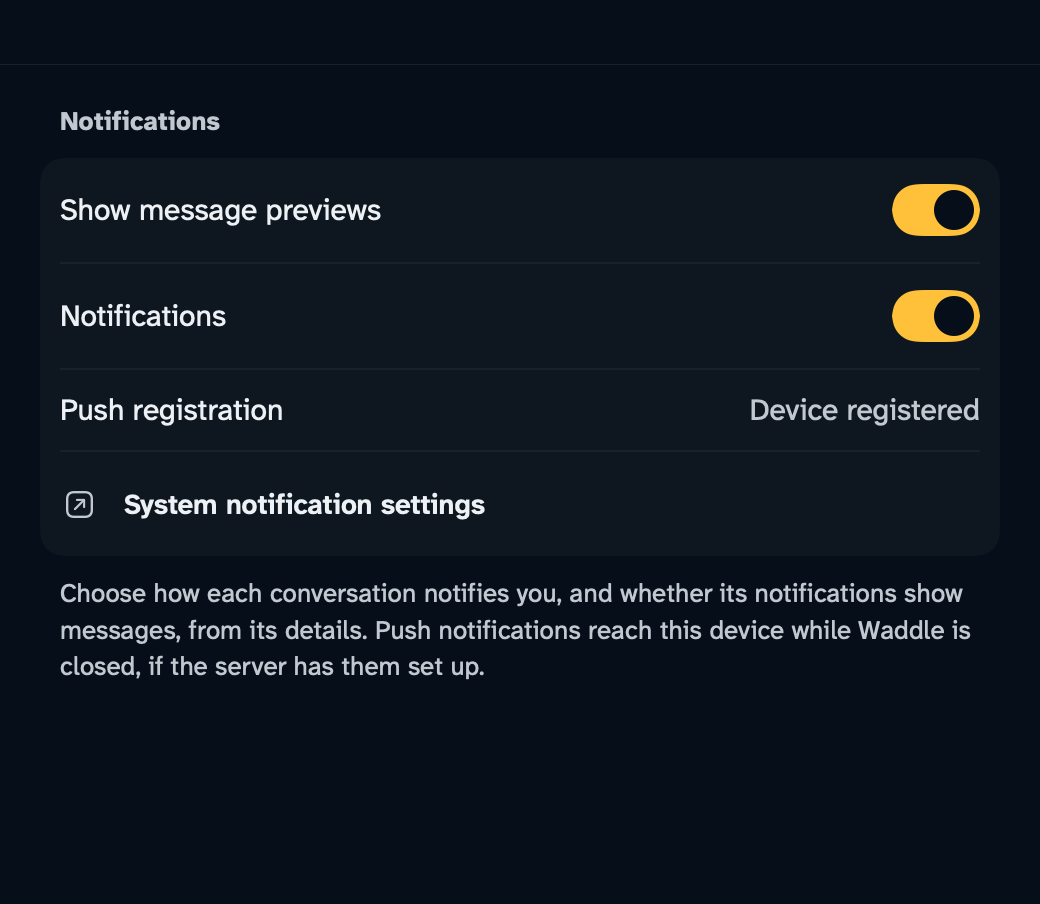 Notifications
Show message previews
Notifications
Push registration
Device registered
System notification settings
Choose how each conversation notifies you, and whether its notifications show
messages, from its details. Push notifications reach this device while Waddle is
closed, if the server has them set up.